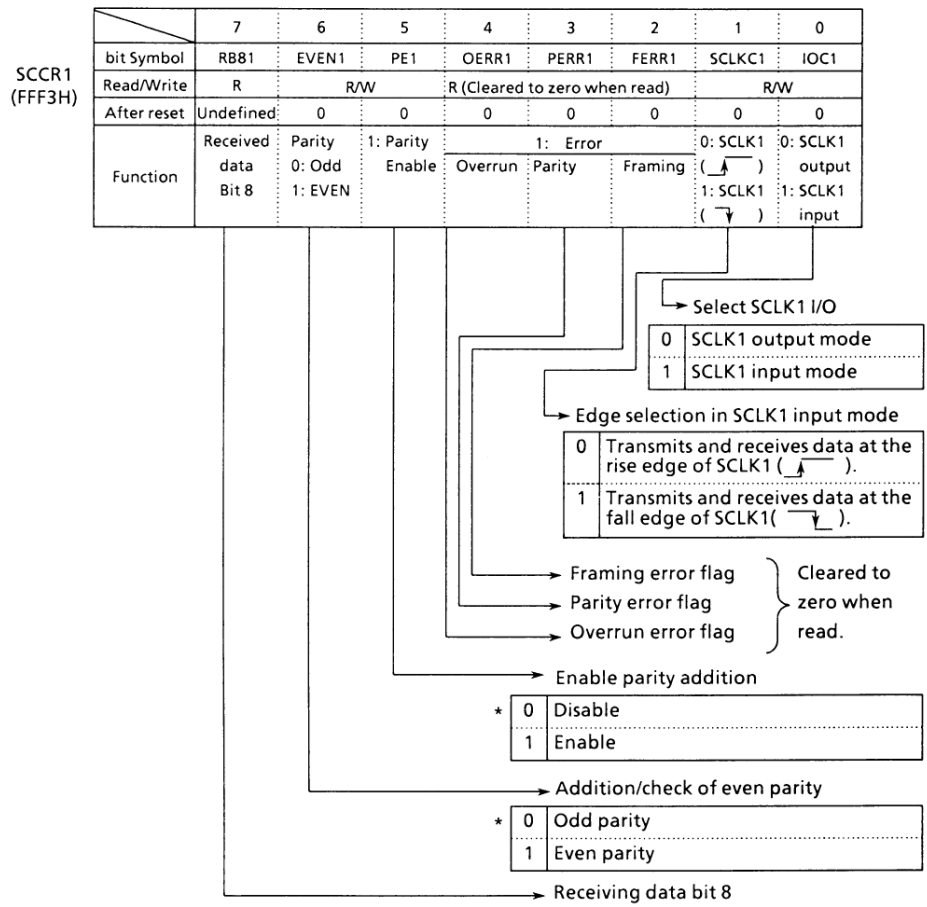 SCCR1
(FFF3H)
7 6 5 4 3 2 1 0
bit Symbol RB81 EVEN1 PE1 OERR1 PERR1 FERR1 SCLKC1 IOC1
Read/Write R R/W R (Cleared to zero when read) R/W
After reset Undefined 0 0 0 0 0 0 0
Function
Received
data
Bit 8
Parity
0: Odd
1: EVEN
1: Parity
Enable
1: Error
Overrun Parity Framing
0: SCLK1
( )
1: SCLK1
( )
0: SCLK1
output
1: SCLK1
input
Select SCLK1 I/O
0 SCLK1 output mode
1 SCLK1 input mode
Edge selection in SCLK1 input mode
0 Transmits and receives data at the
rise edge of SCLK1 ( ).
1 Transmits and receives data at the
fall edge of SCLK1( ).
Framing error flag
Parity error flag
Overrun error flag
Cleared to
zero when
read.
Enable parity addition
* 0 Disable
1 Enable
Addition/check of even parity
* 0 Odd parity
1 Even parity
Receiving data bit 8